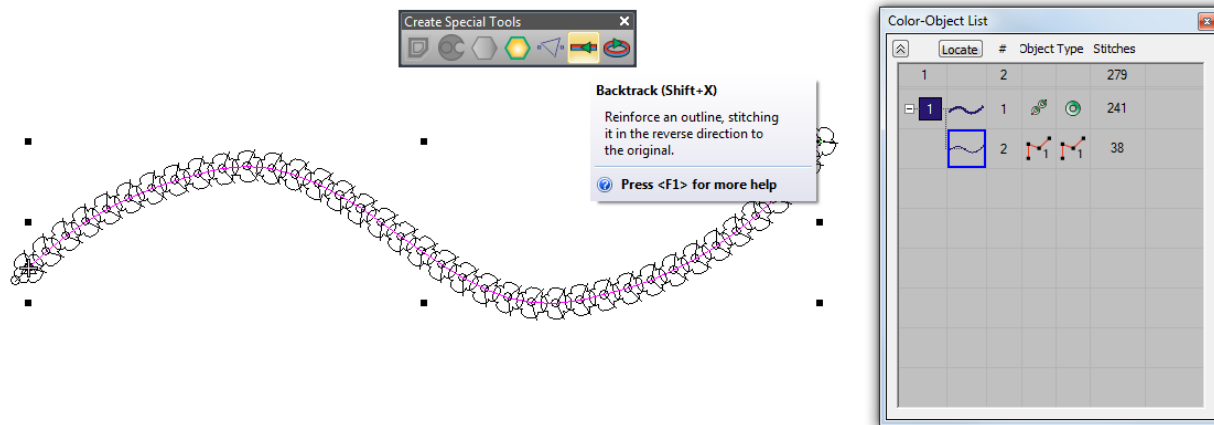 Create Special Tools
Backtrack (Shift+X)
Reinforce an outline, stitching
it in the reverse direction to
the original.
Press <F1> for more help
Color-Object List
Locate # Object Type Stitches
1 2 279
1 1 241
2 1 1 38